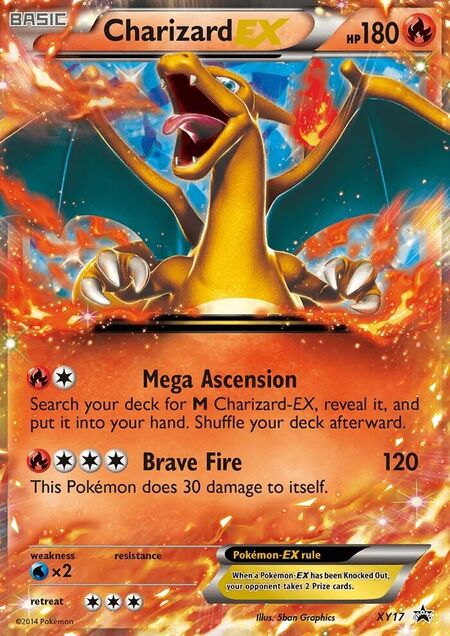 BASIC
Charizard EX HP180
Mega Ascension
Search your deck for M Charizard-EX, reveal it, and
put it into your hand. Shuffle your deck afterward.
Brave Fire 120
This Pokémon does 30 damage to itself.
weakness resistance
×2
retreat
Pokémon-EX rule
When a Pokémon-EX has been Knocked Out,
your opponent takes 2 Prize cards.
©2014 Pokémon
Illus. 5ban Graphics
XY17
PROMO